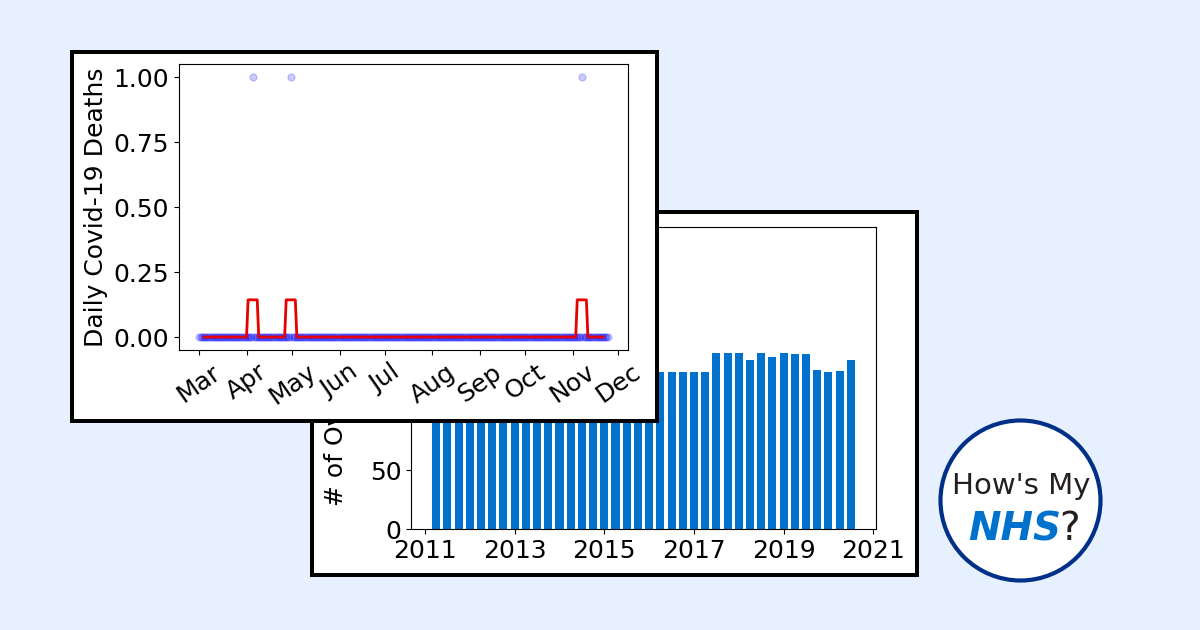 Daily Covid-19 Deaths
1.00
0.75
0.50
0.25
0.00
Mar Apr May Jun Jul Aug Sep Oct Nov Dec
# of
50
0
2011 2013 2015 2017 2019 2021
How's My
NHS?